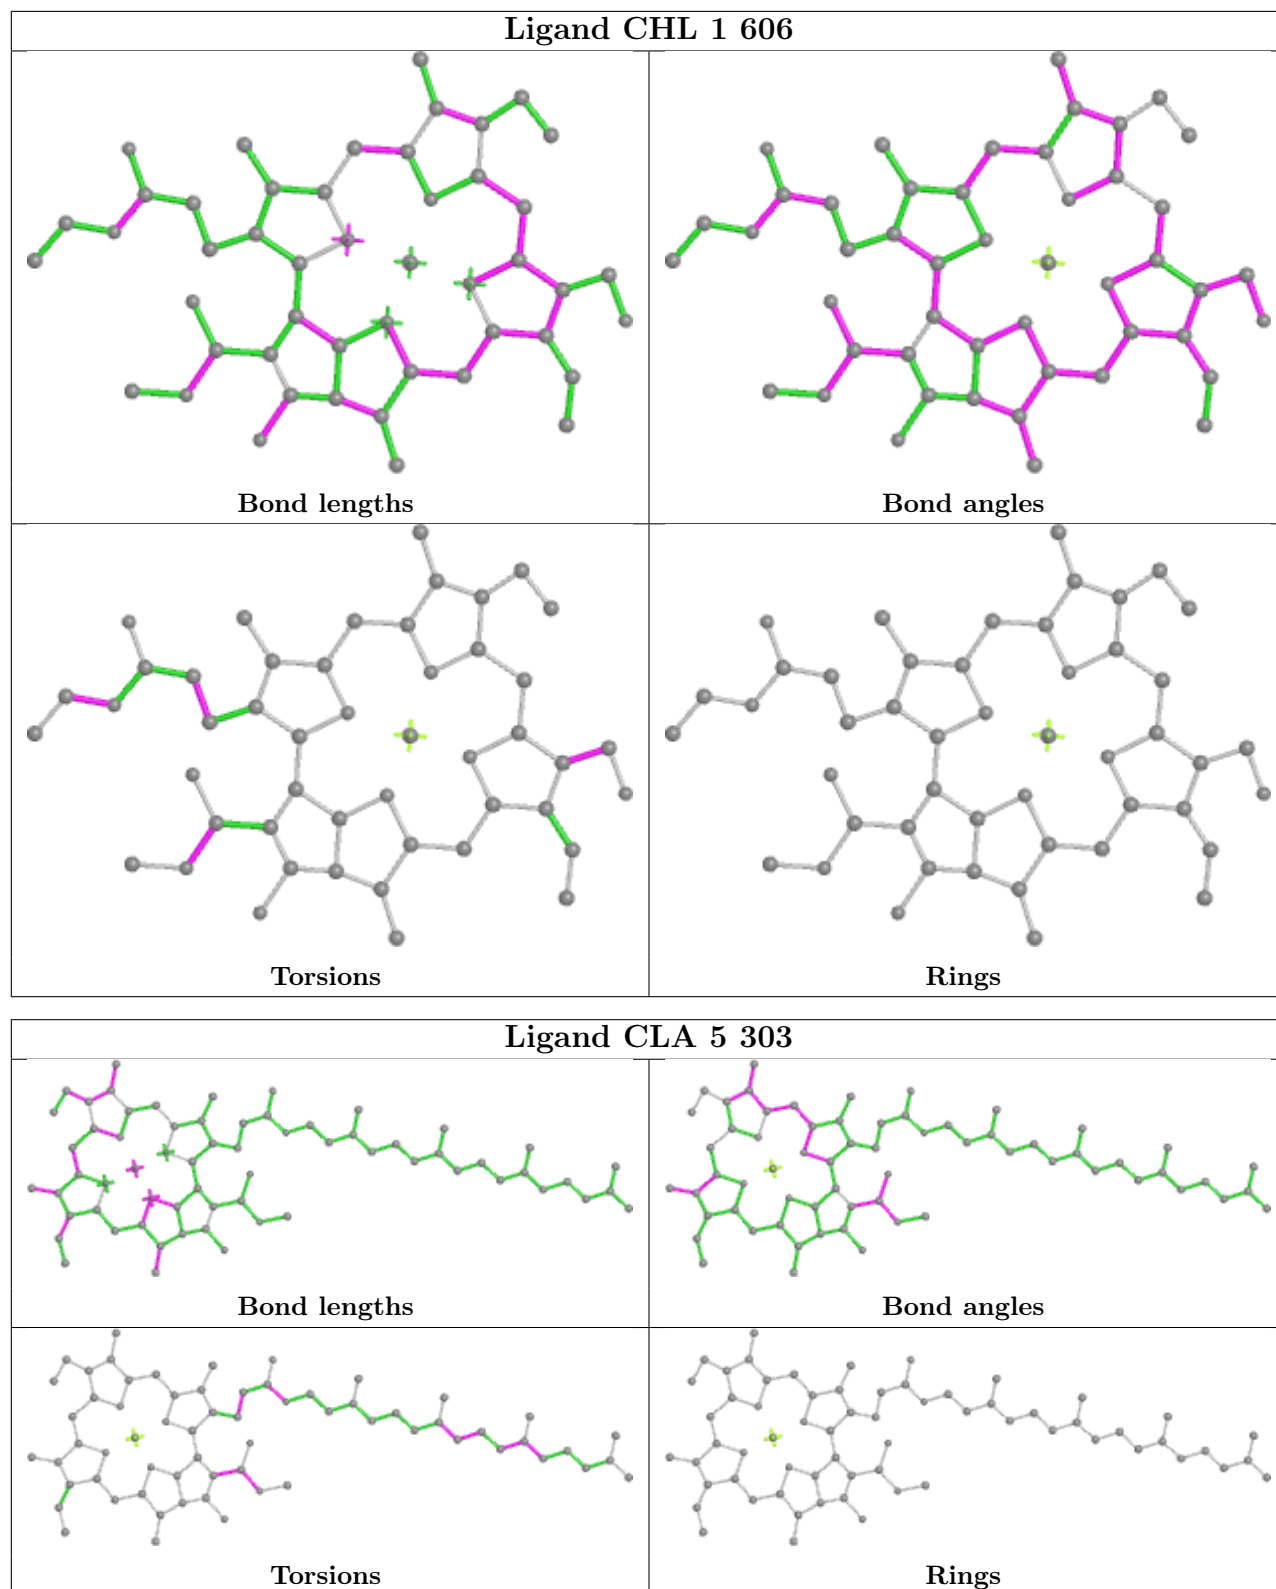 Ligand CHL 1 606
Bond lengths
Bond angles
Torsions
Rings
Ligand CLA 5 303
Bond lengths
Bond angles
Torsions
Rings